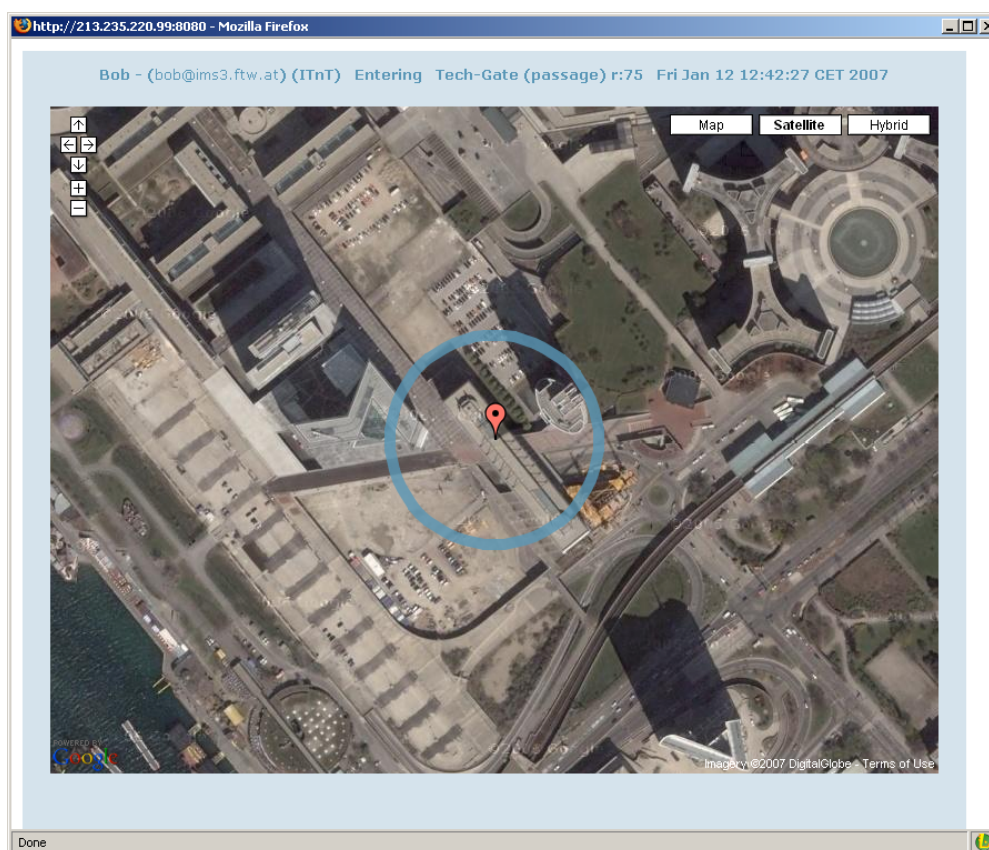 http://213.235.220.99:8080 - Mozilla Firefox
Bob - (bob@ims3.ftw.at) (ITnT) Entering Tech-Gate (passage) r:75 Fri Jan 12 12:42:27 CET 2007
Map Satellite Hybrid
POWERED BY
Google
Imagery ©2007 DigitalGlobe - Terms of Use
Done